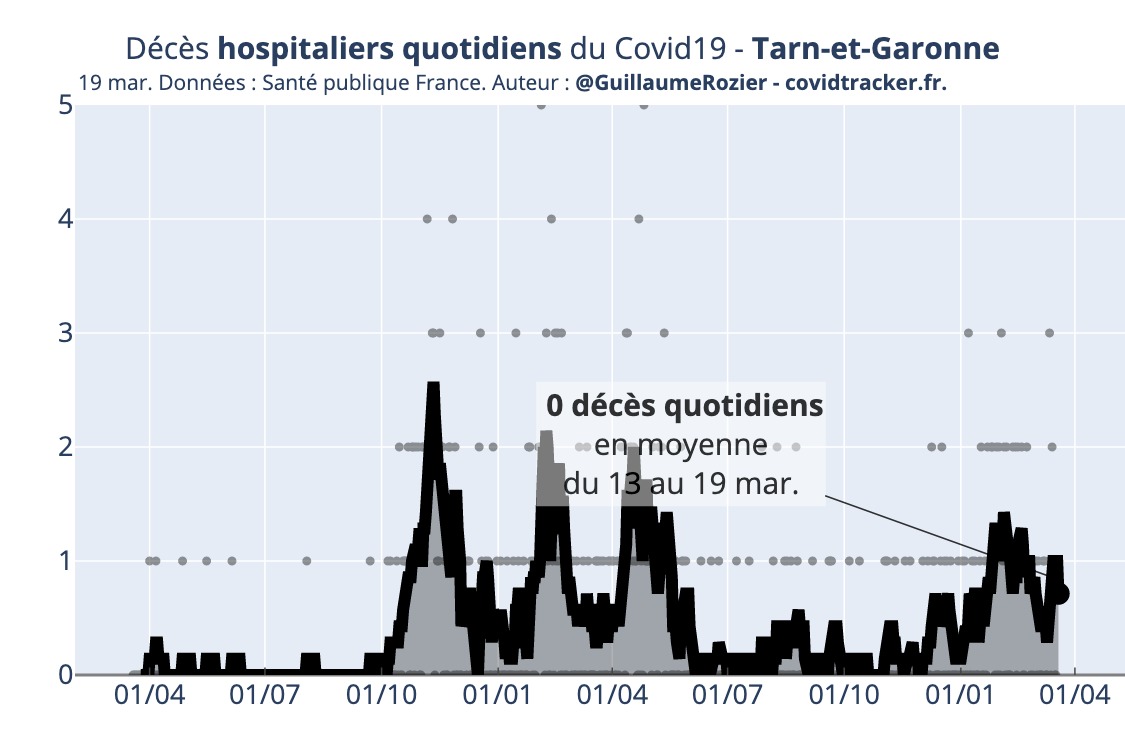 Décès hospitaliers quotidiens du Covid19 - Tarn-et-Garonne
19 mar. Données : Santé publique France. Auteur : @GuillaumeRozier - covidtracker.fr.
5
4
3
2
1
0
0 décès quotidiens
en moyenne
du 13 au 19 mar.
01/04 01/07 01/10 01/01 01/04 01/07 01/10 01/01 01/04